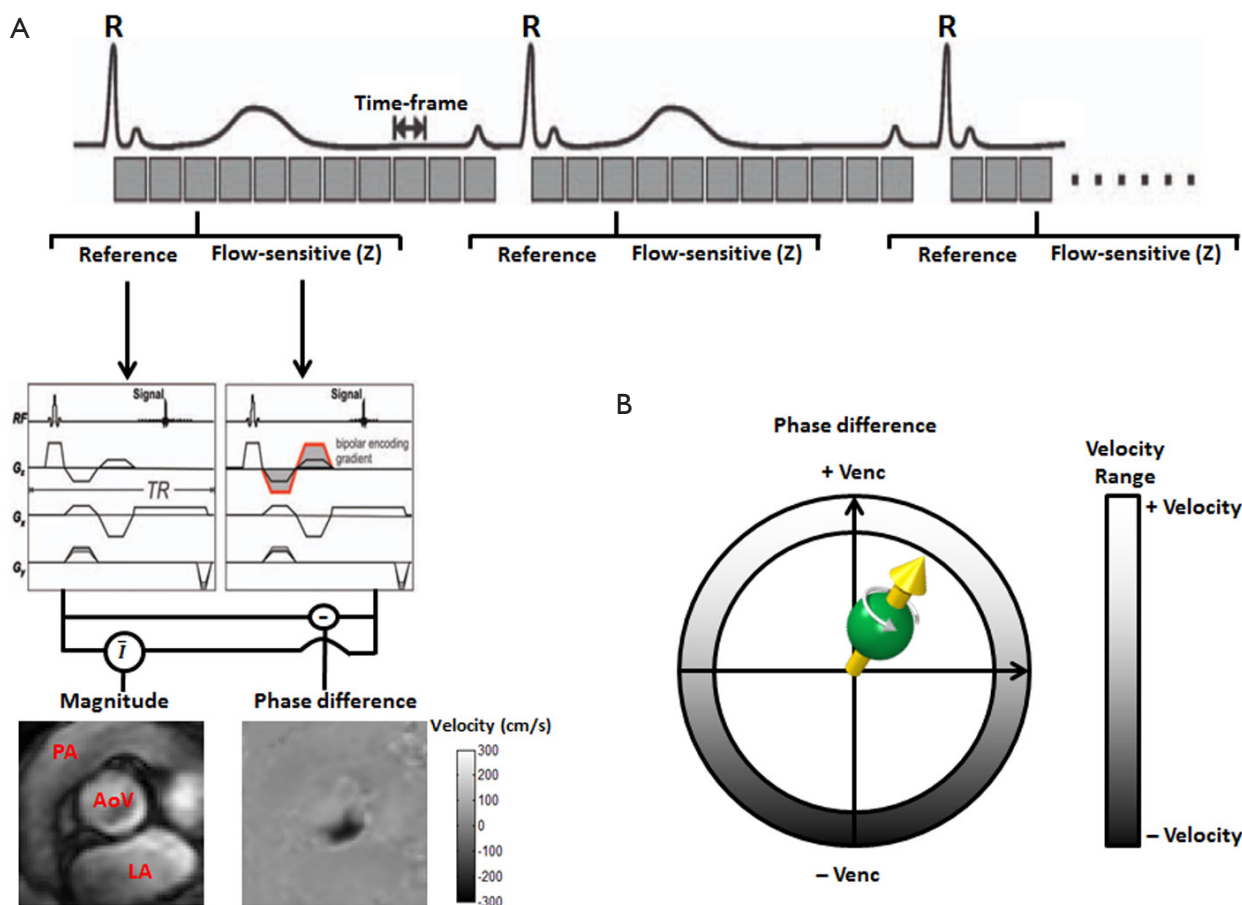 A
R R R
Time-frame
Reference Flow-sensitive (Z) Reference Flow-sensitive (Z) Reference Flow-sensitive (Z)
RF Signal Signal
bipolar encoding
gradient
Gz
TR
Gx
Gy
-
Ī
Magnitude Phase difference
Velocity (cm/s)
PA
AoV
LA
300
200
100
0
-100
-200
-300
B
Phase difference
+ Venc
– Venc
Velocity
Range
+ Velocity
– Velocity